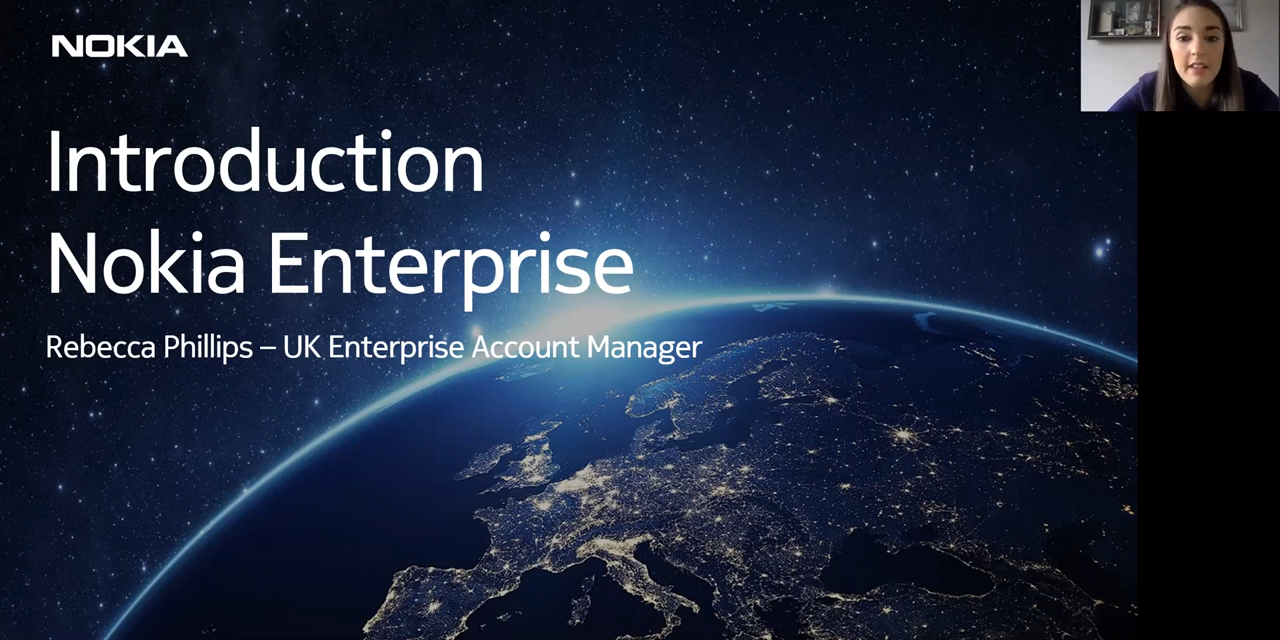 NOKIA
Introduction
Nokia Enterprise
Rebecca Phillips – UK Enterprise Account Manager